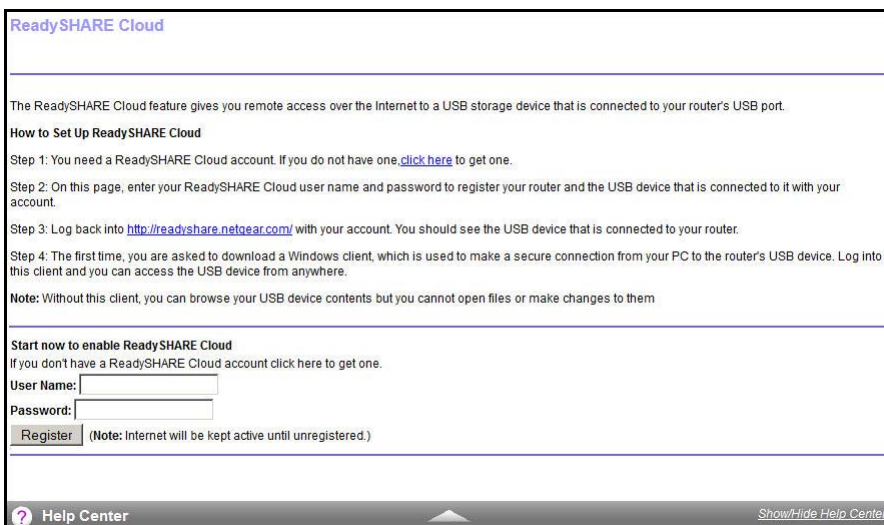 ReadySHARE Cloud
The ReadySHARE Cloud feature gives you remote access over the Internet to a USB storage device that is connected to your router's USB port.
How to Set Up ReadySHARE Cloud
Step 1: You need a ReadySHARE Cloud account. If you do not have one,click here to get one.
Step 2: On this page, enter your ReadySHARE Cloud user name and password to register your router and the USB device that is connected to it with your
account.
Step 3: Log back into http://readyshare.netgear.com/ with your account. You should see the USB device that is connected to your router.
Step 4: The first time, you are asked to download a Windows client, which is used to make a secure connection from your PC to the router's USB device. Log into
this client and you can access the USB device from anywhere.
Note: Without this client, you can browse your USB device contents but you cannot open files or make changes to them
Start now to enable ReadySHARE Cloud
If you don't have a ReadySHARE Cloud account click here to get one.
User Name:
Password:
Register (Note: Internet will be kept active until unregistered.)
? Help Center Show/Hide Help Center